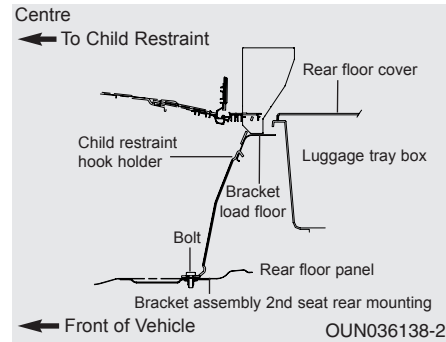 Centre
To Child Restraint
Rear floor cover
Child restraint
hook holder
Luggage tray box
Bracket
load floor
Bolt
Rear floor panel
Bracket assembly 2nd seat rear mounting
Front of Vehicle
OUN036138-2